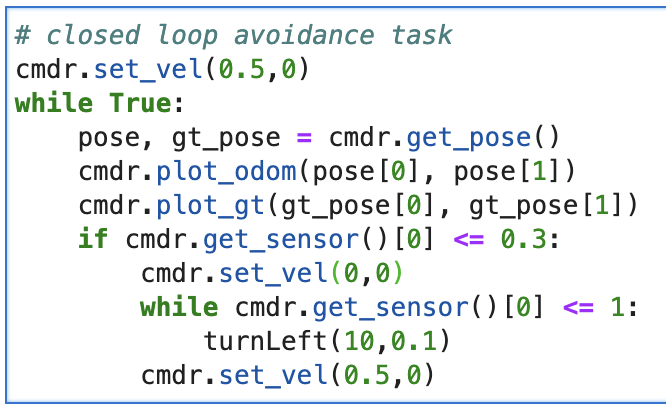 # closed loop avoidance task
cmdr.set_vel(0.5,0)
while True:
    pose, gt_pose = cmdr.get_pose()
    cmdr.plot_odom(pose[0], pose[1])
    cmdr.plot_gt(gt_pose[0], gt_pose[1])
    if cmdr.get_sensor()[0] <= 0.3:
        cmdr.set_vel(0,0)
        while cmdr.get_sensor()[0] <= 1:
            turnLeft(10,0.1)
        cmdr.set_vel(0.5,0)